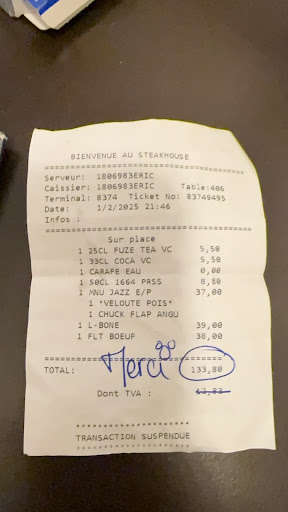 BIENVENUE AU STEAKHOUSE
Serveur: 1806983ERIC
Caissier: 1806983ERIC Table:406
Terminal: 8374 Ticket No: 83749495
Date: 1/2/2025 21:46
Infos :
Sur place
1 25CL FUZE TEA VC 5,50
1 33CL COCA VC 5,50
1 CARAFE EAU 0,00
1 50CL 1664 PRSS 8,80
1 MNU JAZZ E/P 37,00
1 *VELOUTE POIS*
1 CHUCK FLAP ANGU
1 L-BONE 39,00
1 FLT BOEUF 38,00
Merci
TOTAL: 133,80
Dont TVA :
TRANSACTION SUSPENDUE